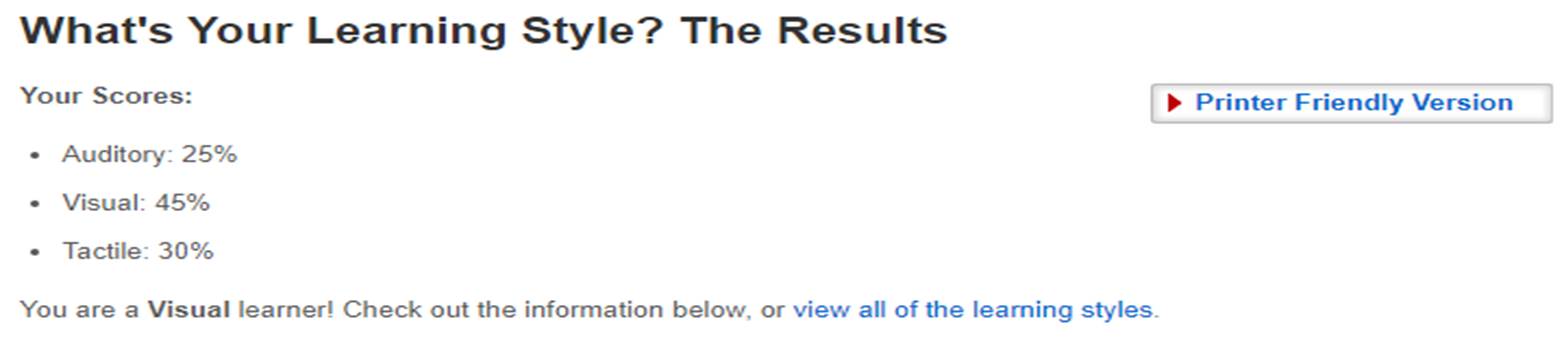 What's Your Learning Style? The Results
Your Scores:
Printer Friendly Version
• Auditory: 25%
• Visual: 45%
• Tactile: 30%
You are a Visual learner! Check out the information below, or view all of the learning styles.